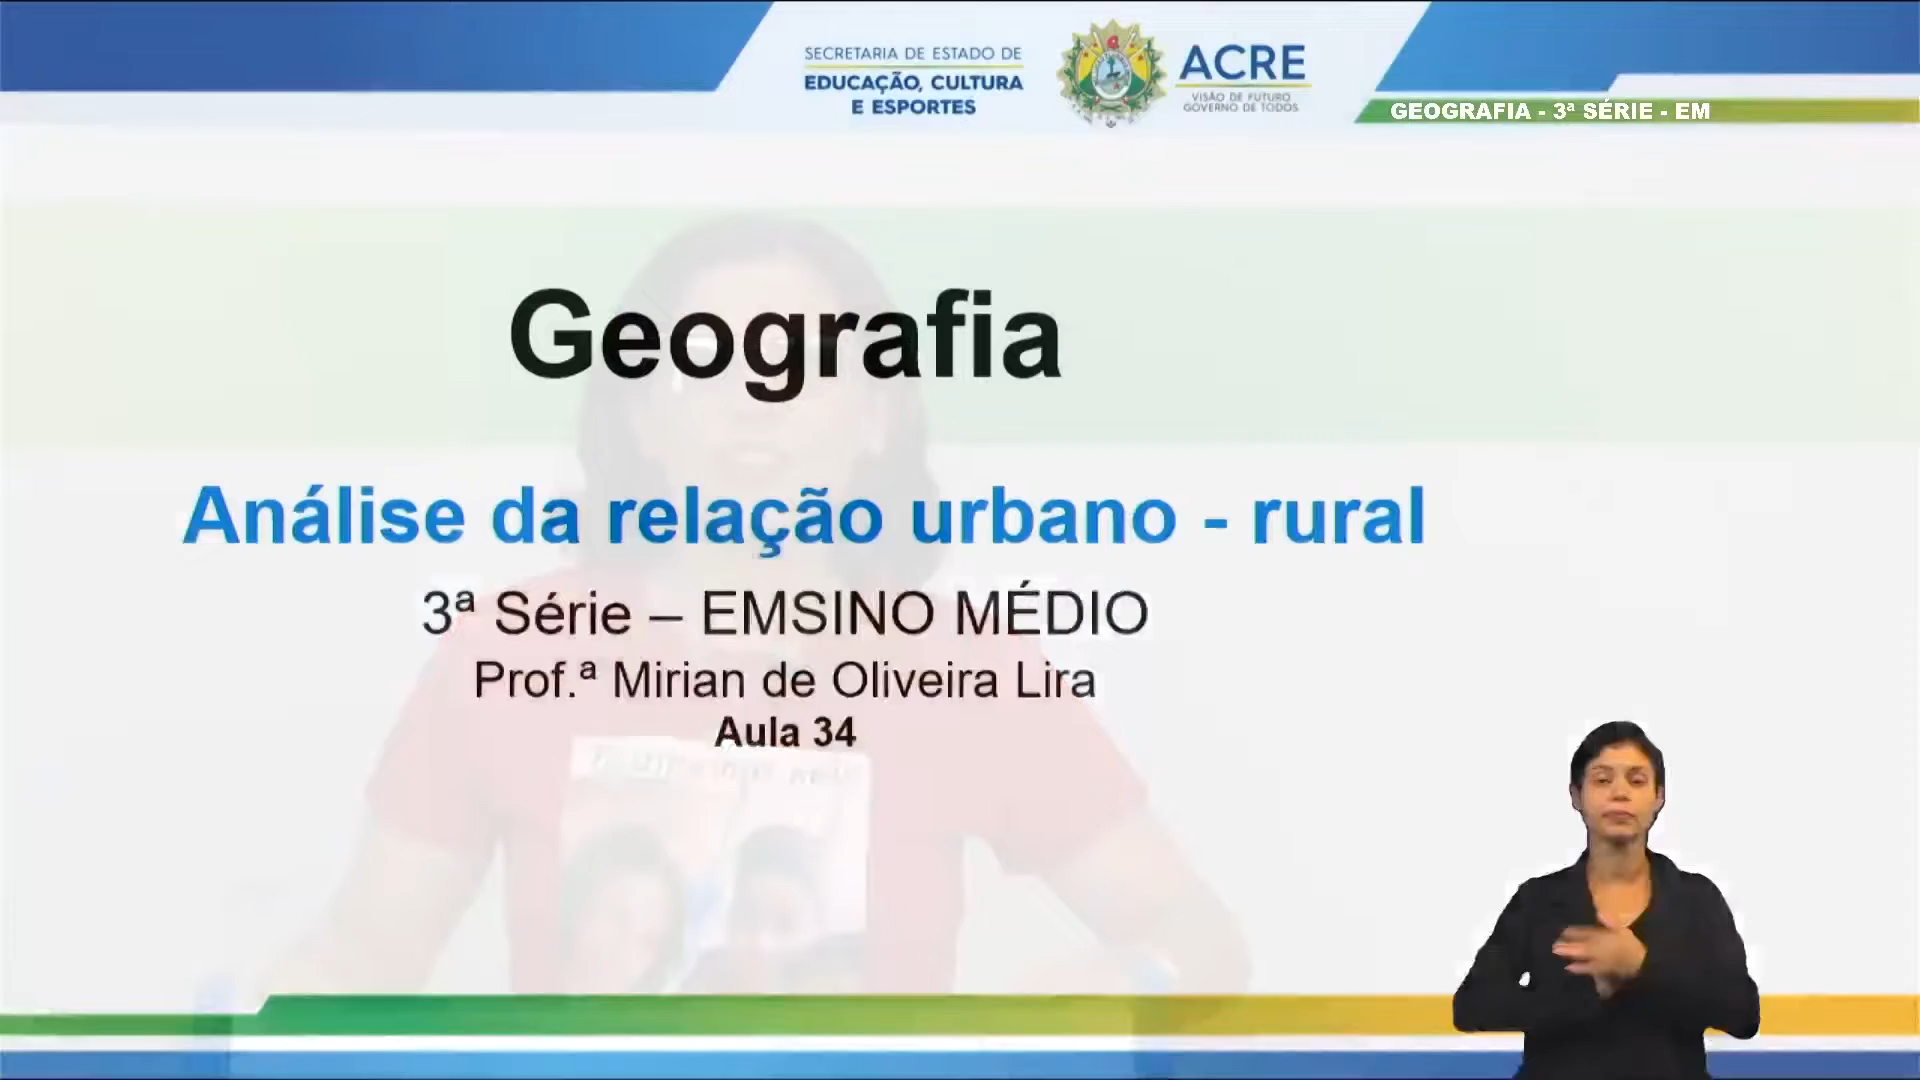 SECRETARIA DE ESTADO DE
EDUCAÇÃO, CULTURA
E ESPORTES
ACRE
VISÃO DE FUTURO
GOVERNO DE TODOS
GEOGRAFIA - 3ª SÉRIE - EM
Geografia
Análise da relação urbano - rural
3ª Série – EMSINO MÉDIO
Prof.ª Mirian de Oliveira Lira
Aula 34